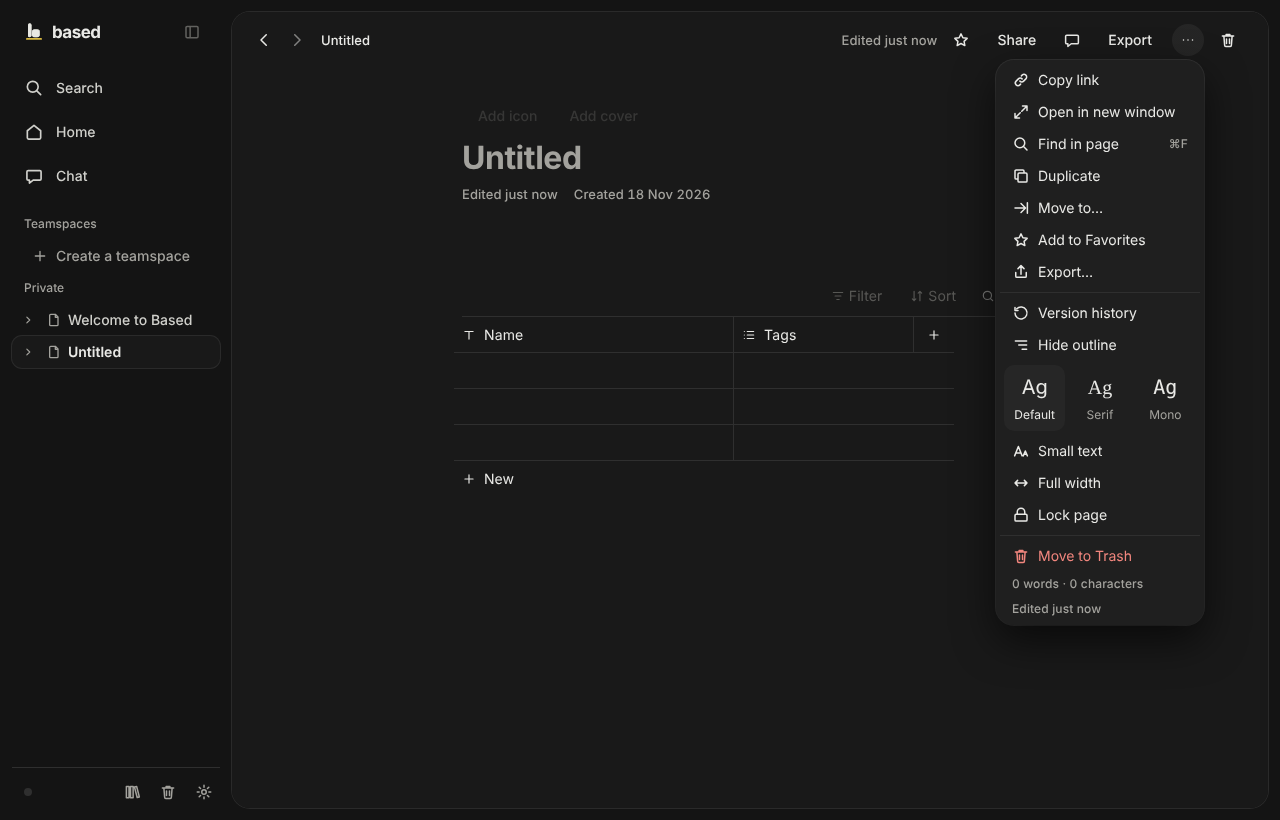 based
Search
Home
Chat
Teamspaces
Create a teamspace
Private
Welcome to Based
Untitled
Untitled
Edited just now
Share
Export
Add icon Add cover
Untitled
Edited just now Created 18 Nov 2026
Filter Sort
Name Tags
New
Copy link
Open in new window
Find in page ⌘F
Duplicate
Move to...
Add to Favorites
Export...
Version history
Hide outline
Ag Ag Ag
Default Serif Mono
Small text
Full width
Lock page
Move to Trash
0 words · 0 characters
Edited just now